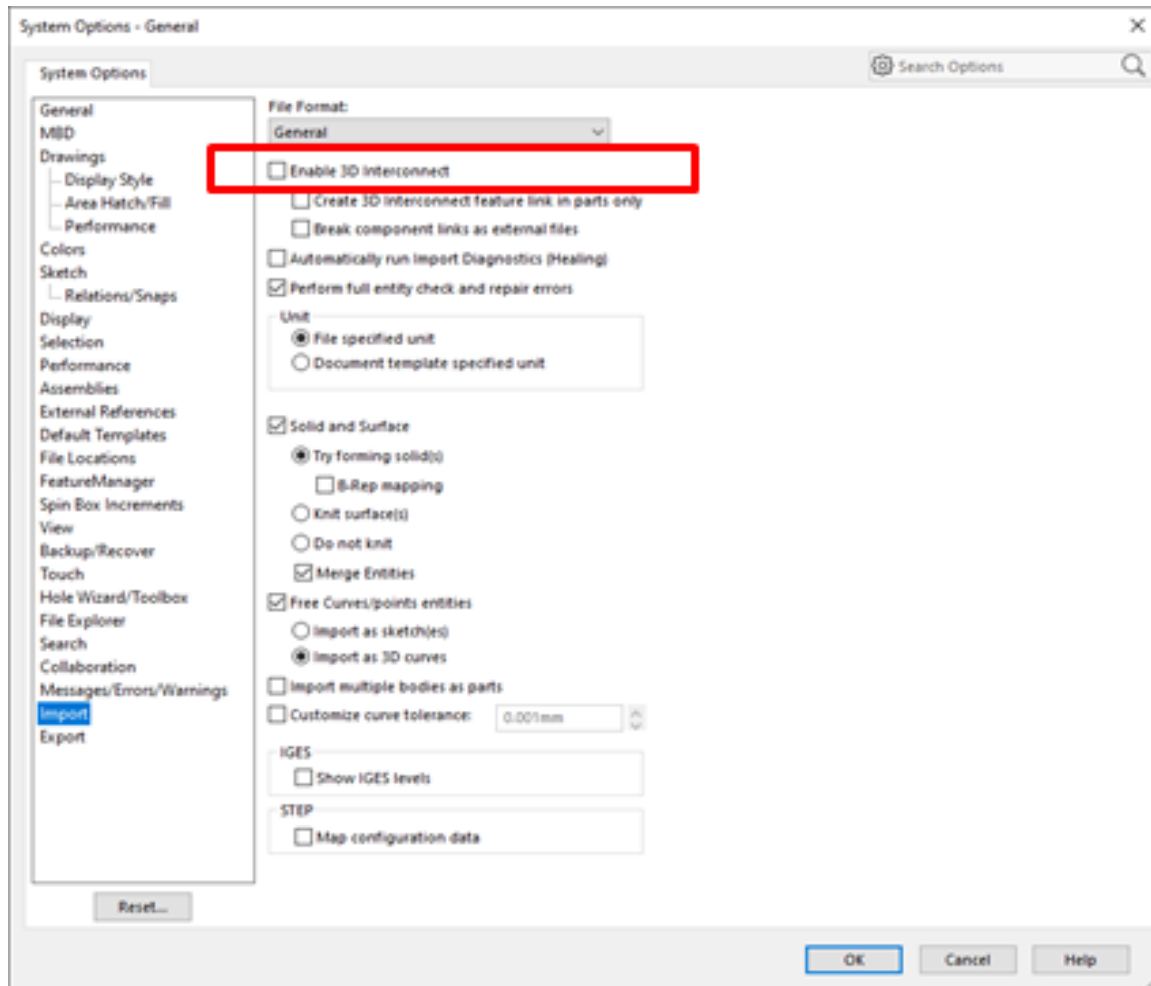 System Options - General
System Options
Search Options
General
MBD
Drawings
Display Style
Area Hatch/Fill
Performance
Colors
Sketch
Relations/Snaps
Display
Selection
Performance
Assemblies
External References
Default Templates
File Locations
FeatureManager
Spin Box Increments
View
Backup/Recover
Touch
Hole Wizard/Toolbox
File Explorer
Search
Collaboration
Messages/Errors/Warnings
Import
Export
Reset...
File Format:
General
Enable 3D Interconnect
Create 3D Interconnect feature link in parts only
Break component links as external files
Automatically run Import Diagnostics (Healing)
Perform full entity check and repair errors
Unit
File specified unit
Document template specified unit
Solid and Surface
Try forming solid(s)
B-Rep mapping
Knit surface(s)
Do not knit
Merge Entities
Free Curves/points entities
Import as sketch(es)
Import as 3D curves
Import multiple bodies as parts
Customize curve tolerance: 0.001mm
IGES
Show IGES levels
STEP
Map configuration data
OK Cancel Help